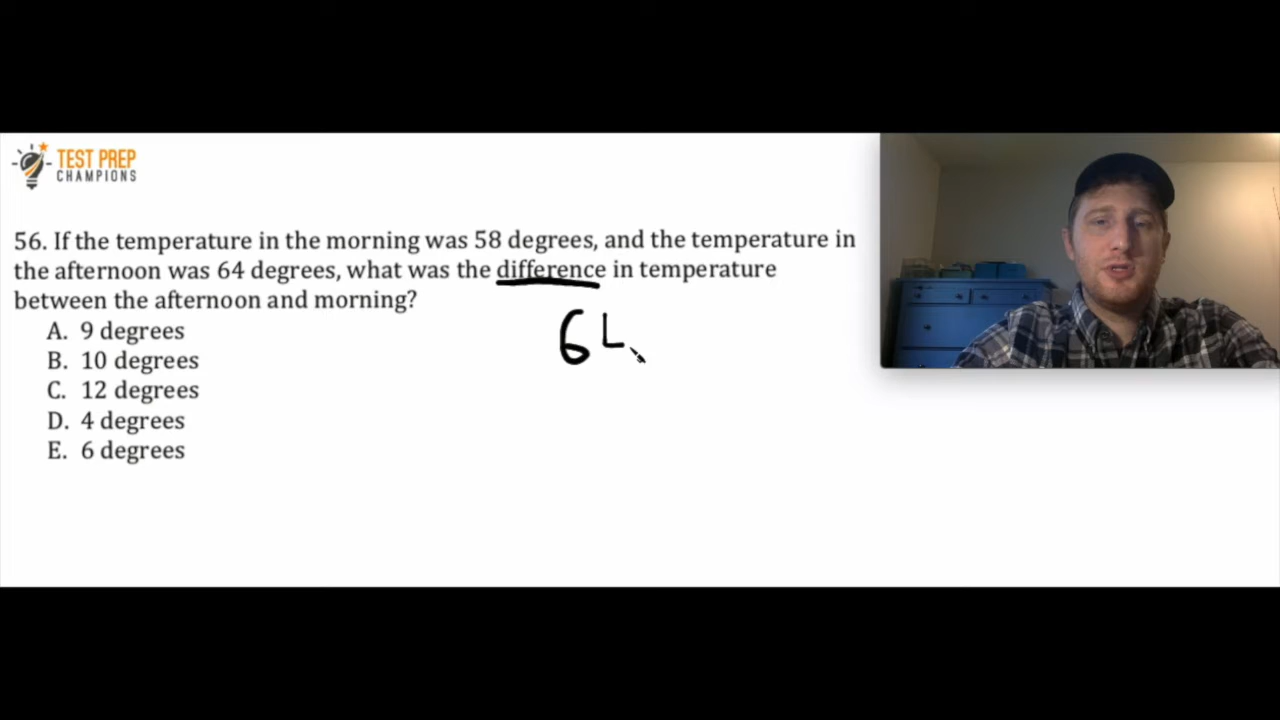 TEST PREP
CHAMPIONS
56. If the temperature in the morning was 58 degrees, and the temperature in
the afternoon was 64 degrees, what was the difference in temperature
between the afternoon and morning?
6
A. 9 degrees
B. 10 degrees
C. 12 degrees
D. 4 degrees
E. 6 degrees